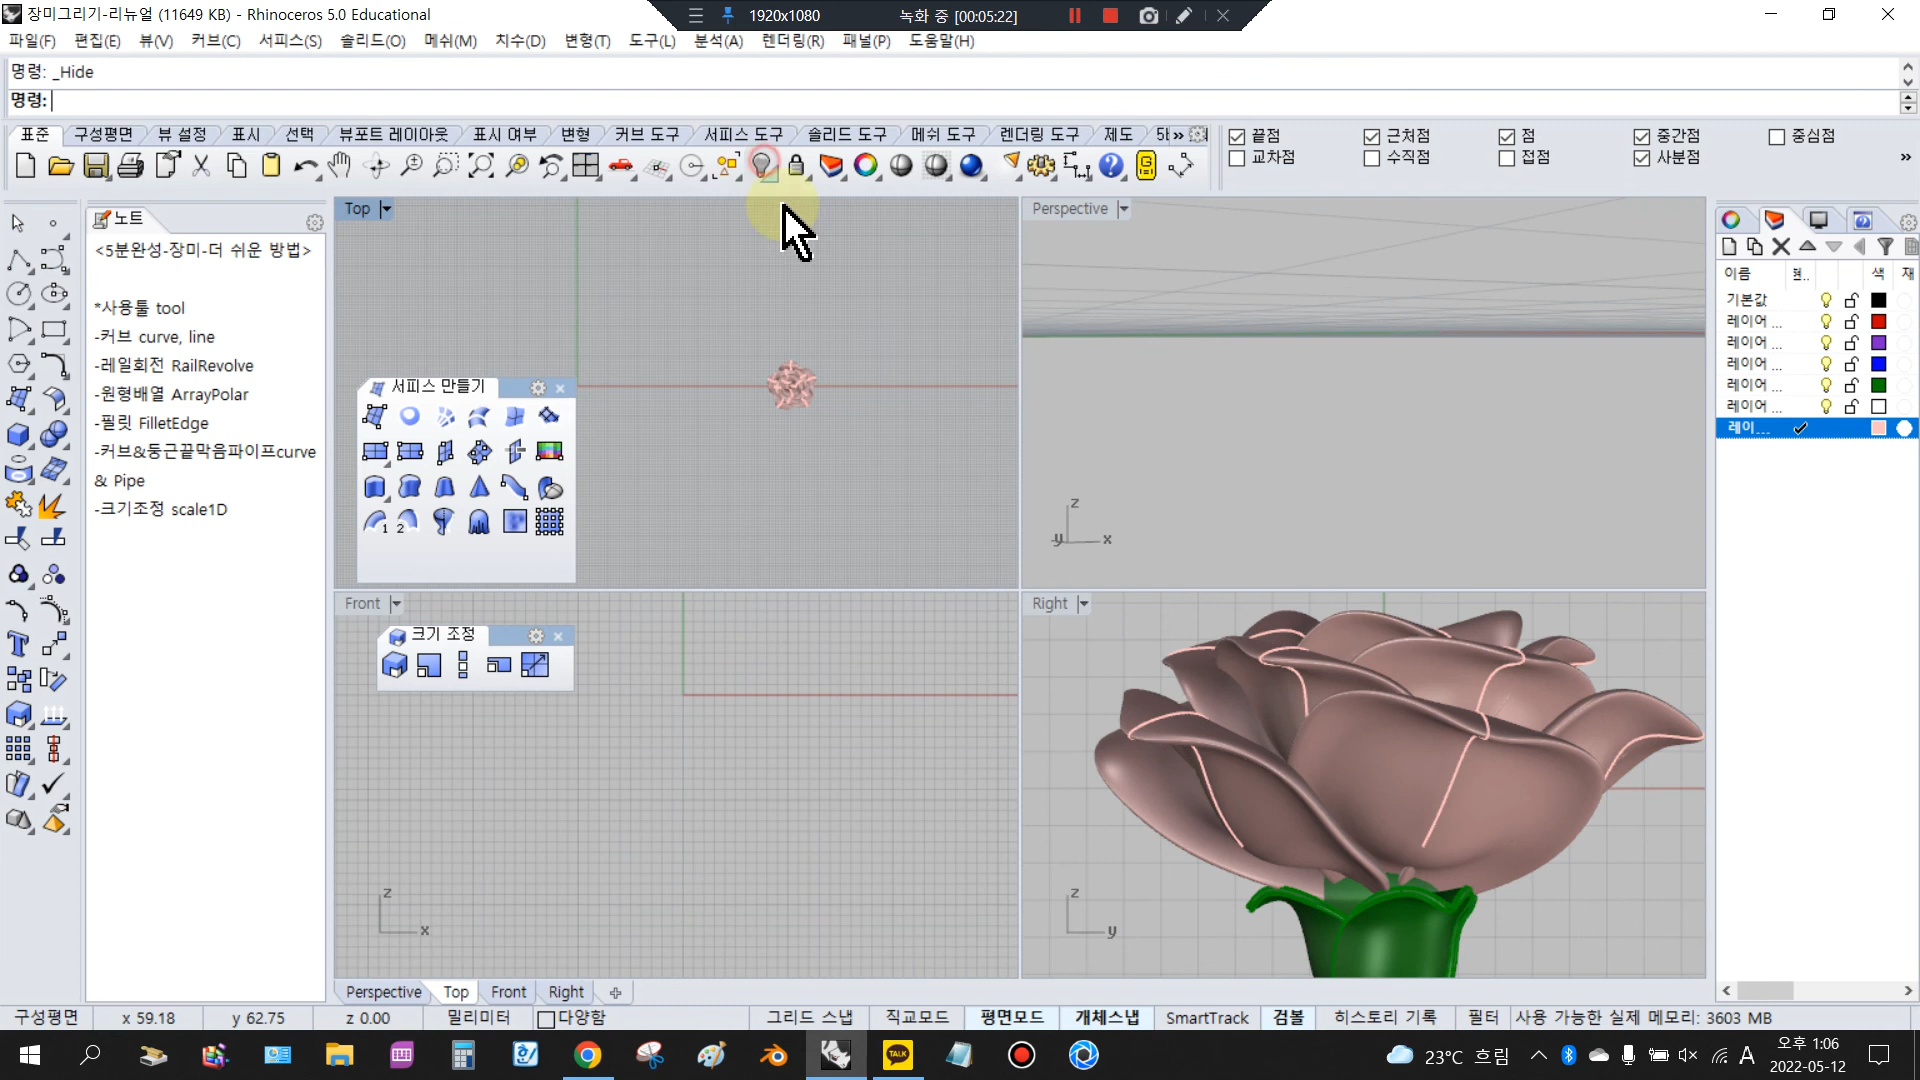 장미그리기-리뉴얼 (11649 KB) - Rhinoceros 5.0 Educational
1920x1080
녹화 중 [00:05:22]
파일(F) 편집(E) 뷰(V) 커브(C) 서피스(S) 솔리드(O) 메쉬(M) 치수(D) 변형(T) 도구(L) 분석(A) 렌더링(R) 패널(P) 도움말(H)
명령: _Hide
명령:
표준 구성평면 뷰 설정 표시 선택 뷰포트 레이아웃 표시 여부 변형 커브 도구 서피스 도구 솔리드 도구 메쉬 도구 렌더링 도구 제도
끝점 근처점 점 중간점 중심점
교차점 수직점 접점 사분점
노트
<5분완성-장미-더 쉬운 방법>
*사용툴 tool
-커브 curve, line
-레일회전 RailRevolve
-원형배열 ArrayPolar
-필릿 FilletEdge
-커브&둥근끝막음파이프curve
& Pipe
-크기조정 scale1D
Top
서피스 만들기
Perspective
z
y x
Front
크기 조정
z
x
Right
z
y
이름 색 재
기본값
레이어 ...
레이어 ...
레이어 ...
레이어 ...
레이어 ...
레이...
Perspective Top Front Right
구성평면 x 59.18 y 62.75 z 0.00 밀리미터 다양함 그리드 스냅 직교모드 평면모드 개체스냅 SmartTrack 검볼 히스토리 기록 필터 사용 가능한 실제 메모리: 3603 MB
TALK
23°C 흐림
A
오후 1:06
2022-05-12